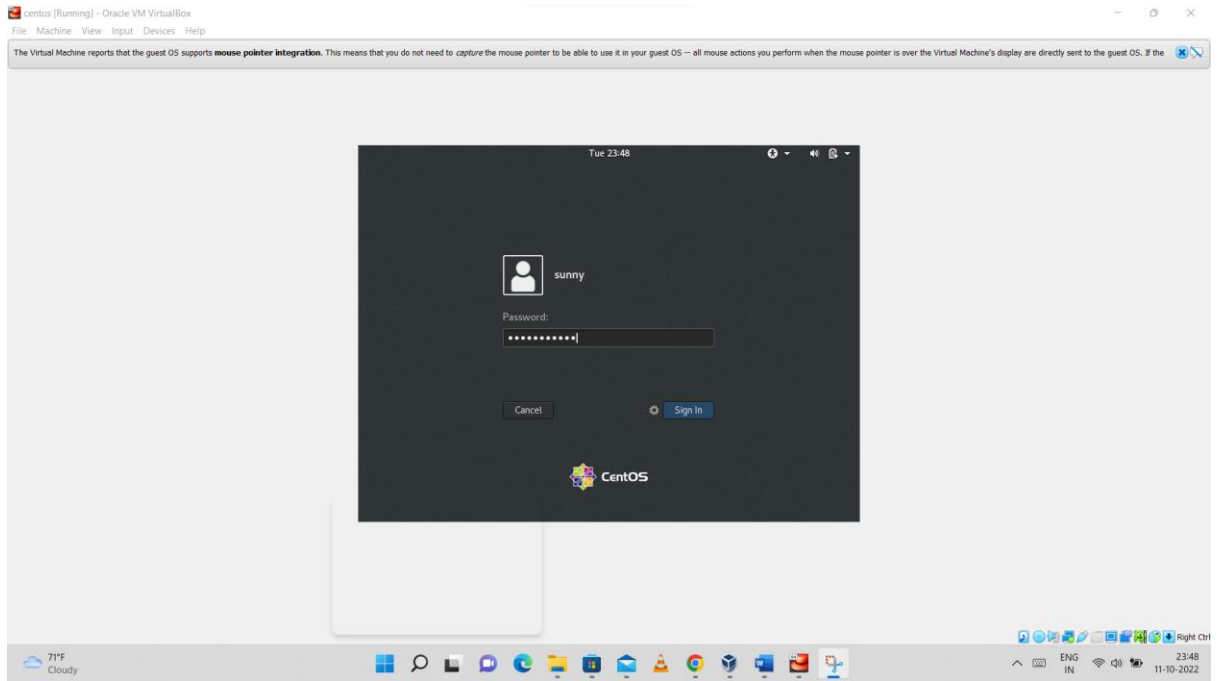 centos [Running] - Oracle VM VirtualBox
File Machine View Input Devices Help
The Virtual Machine reports that the guest OS supports mouse pointer integration. This means that you do not need to capture the mouse pointer to be able to use it in your guest OS -- all mouse actions you perform when the mouse pointer is over the Virtual Machine's display are directly sent to the guest OS. If the
Tue 23:48
sunny
Password:
Cancel
Sign In
CentOS
Right Ctrl
71°F
Cloudy
ENG
IN
23:48
11-10-2022